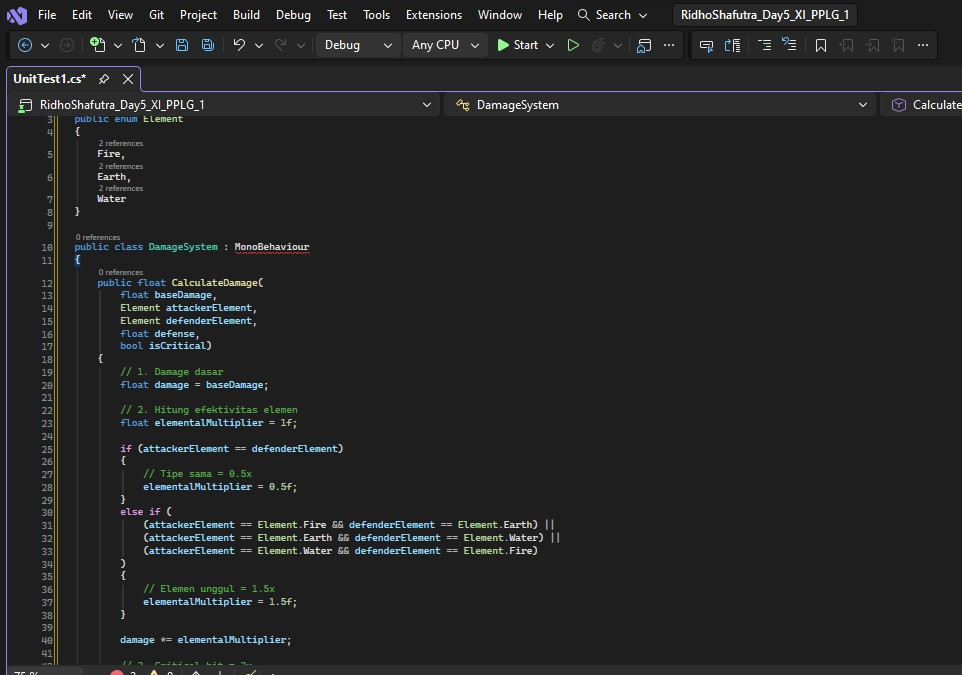 File Edit View Git Project Build Debug Test Tools Extensions Window Help Search RidhoShafutra_Day5_XI_PPLG_1
Debug Any CPU Start
UnitTest1.cs*
RidhoShafutra_Day5_XI_PPLG_1 DamageSystem Calculate
3 public enum Element
4 {
2 references
5 Fire,
2 references
6 Earth,
2 references
7 Water
8 }
9
0 references
10 public class DamageSystem : MonoBehaviour
11 {
0 references
12 public float CalculateDamage(
13 float baseDamage,
14 Element attackerElement,
15 Element defenderElement,
16 float defense,
17 bool isCritical)
18 {
19 // 1. Damage dasar
20 float damage = baseDamage;
21
22 // 2. Hitung efektivitas elemen
23 float elementalMultiplier = 1f;
24
25 if (attackerElement == defenderElement)
26 {
27 // Tipe sama = 0.5x
28 elementalMultiplier = 0.5f;
29 }
30 else if (
31 (attackerElement == Element.Fire && defenderElement == Element.Earth) ||
32 (attackerElement == Element.Earth && defenderElement == Element.Water) ||
33 (attackerElement == Element.Water && defenderElement == Element.Fire)
34 )
35 {
36 // Elemen unggul = 1.5x
37 elementalMultiplier = 1.5f;
38 }
39
40 damage *= elementalMultiplier;
41